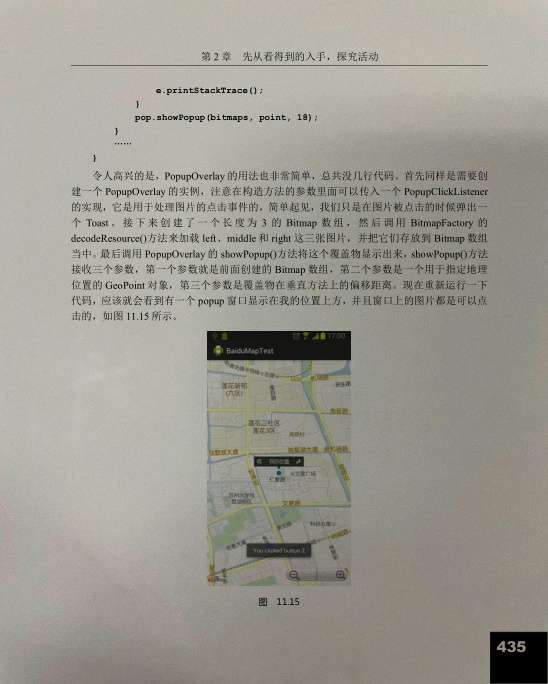 第 2 章　先从看得到的入手，探究活动
e.printStackTrace();
}
pop.showPopup(bitmaps, point, 18);
}
……
}
令人高兴的是，PopupOverlay 的用法也非常简单，总共没几行代码。首先同样是需要创
建一个 PopupOverlay 的实例，注意在构造方法的参数里面可以传入一个 PopupClickListener
的实现，它是用于处理图片的点击事件的，简单起见，我们只是在图片被点击的时候弹出一
个 Toast。接下来创建了一个长度为 3 的 Bitmap 数组，然后调用 BitmapFactory 的
decodeResource()方法来加载 left、middle 和 right 这三张图片，并把它们存放到 Bitmap 数组
当中。最后调用 PopupOverlay 的 showPopup()方法将这个覆盖物显示出来，showPopup()方法
接收三个参数，第一个参数就是前面创建的 Bitmap 数组，第二个参数是一个用于指定地理
位置的 GeoPoint 对象，第三个参数是覆盖物在垂直方法上的偏移距离。现在重新运行一下
代码，应该就会看到有一个 popup 窗口显示在我的位置上方，并且窗口上的图片都是可以点
击的，如图 11.15 所示。
17:00
BaiduMapTest
莲花新邨
(六区)
莲花三社区
莲花3区
我的位置
文星广场
You clicked button 2
图 11.15
435